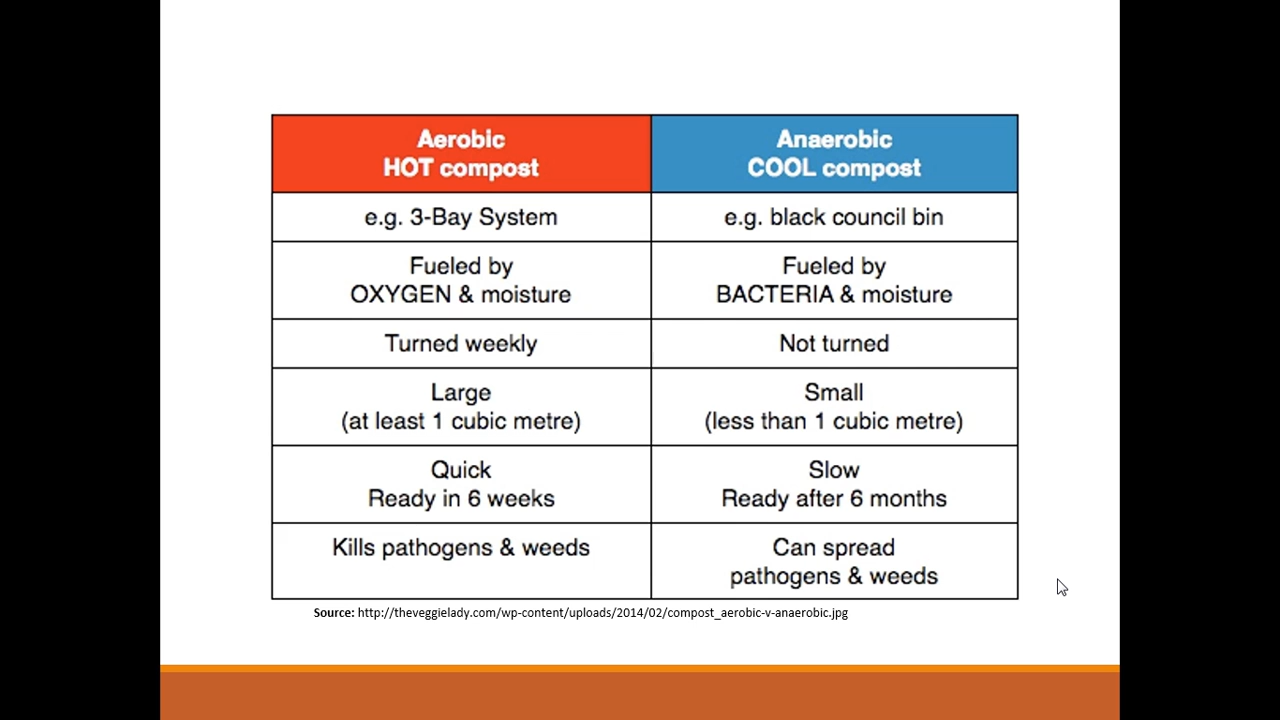 Aerobic
HOT compost
Anaerobic
COOL compost
e.g. 3-Bay System
e.g. black council bin
Fueled by
OXYGEN & moisture
Fueled by
BACTERIA & moisture
Turned weekly
Not turned
Large
(at least 1 cubic metre)
Small
(less than 1 cubic metre)
Quick
Ready in 6 weeks
Slow
Ready after 6 months
Kills pathogens & weeds
Can spread
pathogens & weeds
Source: http://theveggielady.com/wp-content/uploads/2014/02/compost_aerobic-v-anaerobic.jpg